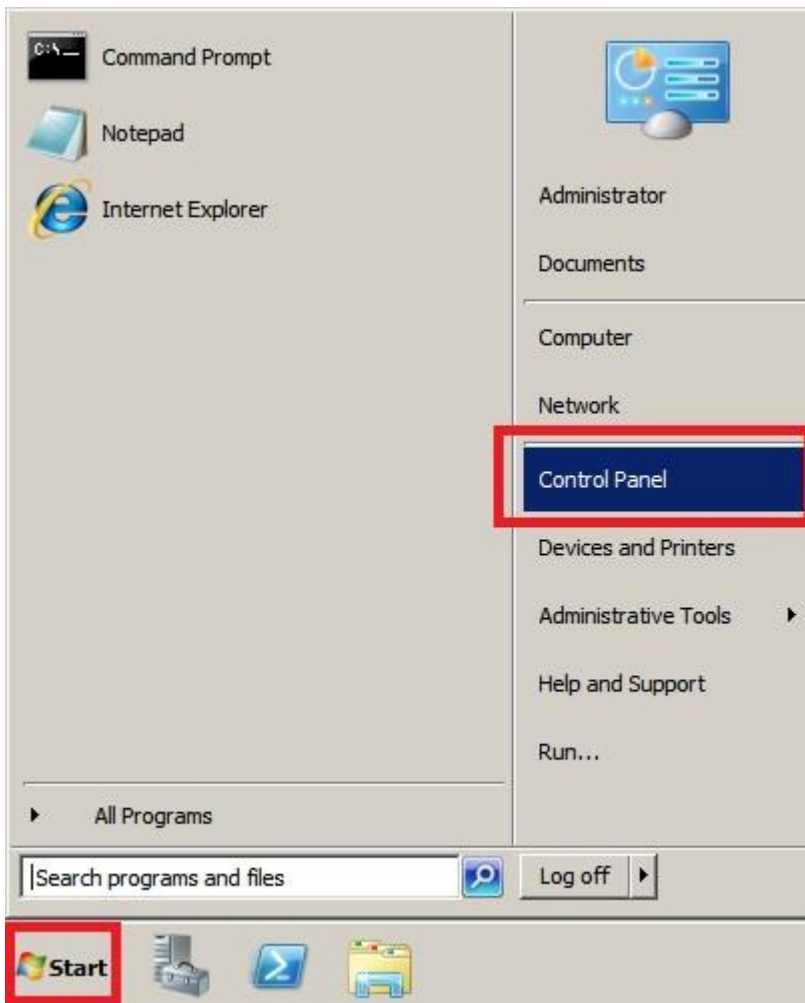 C:\_
Command Prompt
Notepad
Internet Explorer
Administrator
Documents
Computer
Network
Control Panel
Devices and Printers
Administrative Tools
Help and Support
Run...
All Programs
Search programs and files
Log off
Start